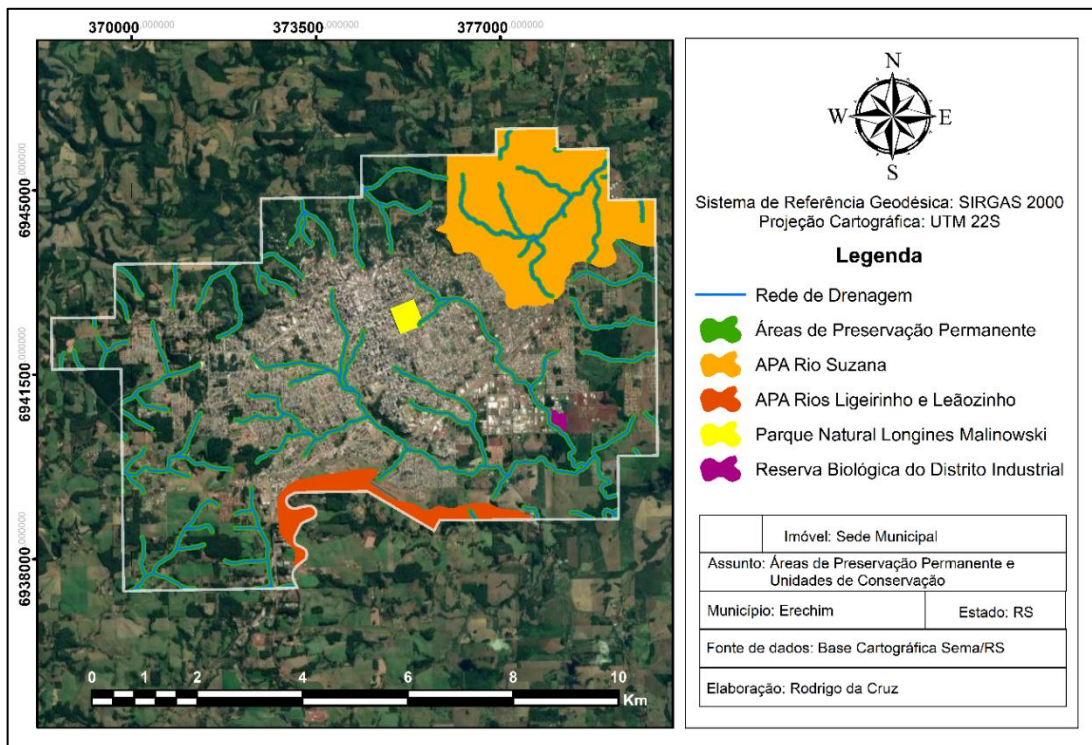 370000,000000 373500,000000 377000,000000
6945000,000000
6941500,000000
6938000,000000
0 2 4 6 8 10
Km
N
W E
S
Sistema de Referência Geodésica: SIRGAS 2000
Projeção Cartográfica: UTM 22S
Legenda
Rede de Drenagem
Áreas de Preservação Permanente
APA Rio Suzana
APA Rios Ligeirinho e Leãozinho
Parque Natural Longines Malinowski
Reserva Biológica do Distrito Industrial
Imóvel: Sede Municipal
Assunto: Áreas de Preservação Permanente e
Unidades de Conservação
Município: Erechim Estado: RS
Fonte de dados: Base Cartográfica Sema/RS
Elaboração: Rodrigo da Cruz